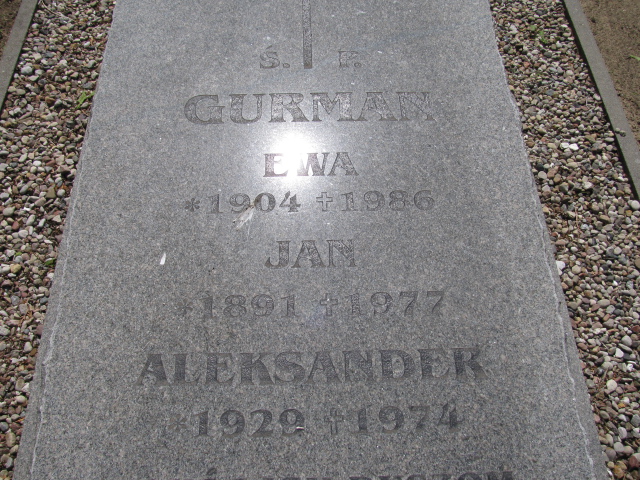 S. P.
GURMAN
EWA
*1904 †1986
JAN
*1891 †1977
ALEKSANDER
*1929 †1974